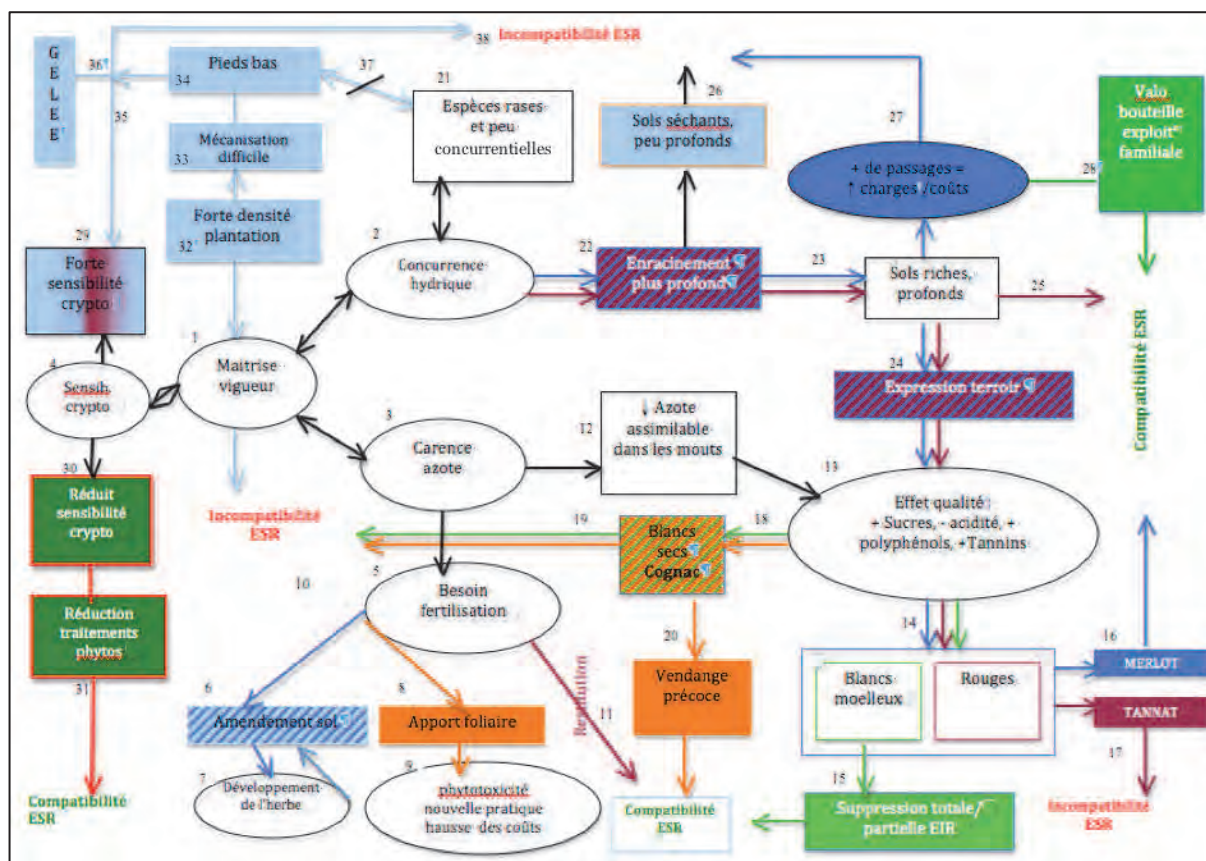 38
Incompatibilité ESR
G
E
L
E
E
36
34
Pieds bas
37
21
35
Espèces rases
et peu
concurrentielles
26
Sols séchants,
peu profonds
27
Valo
bouteille
exploit°
familiale
33
Mécanisation
difficile
+ de passages =
↑ charges /coûts
28
29
Forte
sensibilité
crypto
32
Forte densité
plantation
2
Concurrence
hydrique
22
Enracinement
plus profond
23
Sols riches,
profonds
25
Compatibilité ESR
4
Sensib.
crypto
1
Maitrise
vigueur
24
Expression terroir
3
Carence
azote
12
↓ Azote
assimilable
dans les mouts
13
Effet qualité :
+ Sucres, - acidité, +
polyphénols, +Tannins
30
Réduit
sensibilité
crypto
Incompatibilité
ESR
19
Blancs
secs
Cognac
18
10
5
Besoin
fertilisation
Réduction
traitements
phytos
31
20
14
16
MERLOT
Blancs
moelleux
Rouges
6
Amendement sol
8
Apport foliaire
Restitution
11
Vendange
précoce
TANNAT
17
7
Développement
de l'herbe
9
phytotoxicité
nouvelle pratique
hausse des coûts
15
Compatibilité
ESR
Compatibilité
ESR
Suppression totale/
partielle EIR
Incompatibilité
ESR